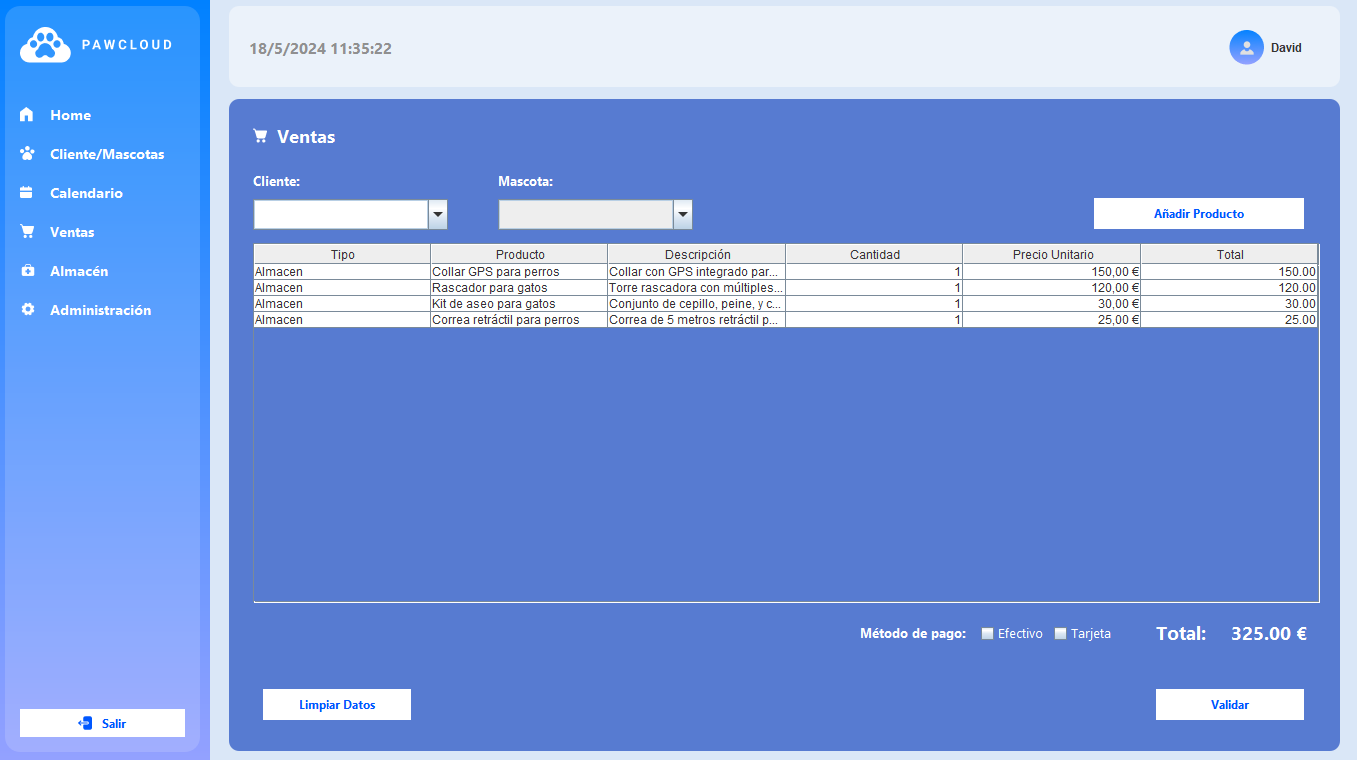 PAWCLOUD
Home
Cliente/Mascotas
Calendario
Ventas
Almacén
Administración
Salir
18/5/2024 11:35:22
David
Ventas
Cliente: Mascota:
Añadir Producto
Tipo Producto Descripción Cantidad Precio Unitario Total
Almacen Collar GPS para perros Collar con GPS integrado par... 1 150,00 € 150.00
Almacen Rascador para gatos Torre rascadora con múltiples... 1 120,00 € 120.00
Almacen Kit de aseo para gatos Conjunto de cepillo, peine, y c... 1 30,00 € 30.00
Almacen Correa retráctil para perros Correa de 5 metros retráctil p... 1 25,00 € 25.00
Método de pago: Efectivo Tarjeta Total: 325.00 €
Limpiar Datos Validar